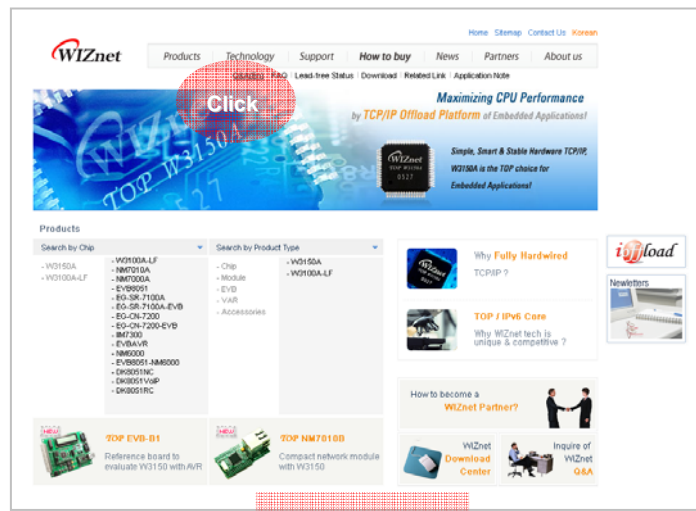 Home Sitemap Contact Us Korean
WIZnet
Products Technology Support How to buy News Partners About us
FAQ Lead-free Status Download Related Link Application Note
Click
Maximizing CPU Performance
by TCP/IP Offload Platform of Embedded Applications!
WIZnet
TOP W3150A
WIZnet
TOP W3150A
0527
Simple, Smart & Stable Hardware TCP/IP,
W3150A is the TOP choice for
Embedded Applications!
Products
Search by Chip
- W3150A
- W3100A-LF
- W3100A-LF
- NM7010A
- NM7000A
- EVB8051
- EG-SR-7100A
- EG-SR-7100A-EVB
- EG-CN-7200
- EG-CN-7200-EVB
- IIM7300
- EVBAVR
- NM6000
- EVB8051-NM6000
- DK8051NC
- DK8051VoIP
- DK8051RC
Search by Product Type
- Chip
- Module
- EVB
- VAR
- Accessories
- W3150A
- W3100A-LF
WIZnet
Why Fully Hardwired
TCP/IP ?
TOP / IPv6 Core
Why WIZnet tech is
unique & competitive ?
ioffload
Newletters
NEW
TOP EVB-B1
Reference board to
evaluate W3150 with AVR
NEW
TOP NM7010B
Compact network module
with W3150
How to become a
WIZnet Partner?
WIZnet
Download
Center
Inquire of
WIZnet
Q&A